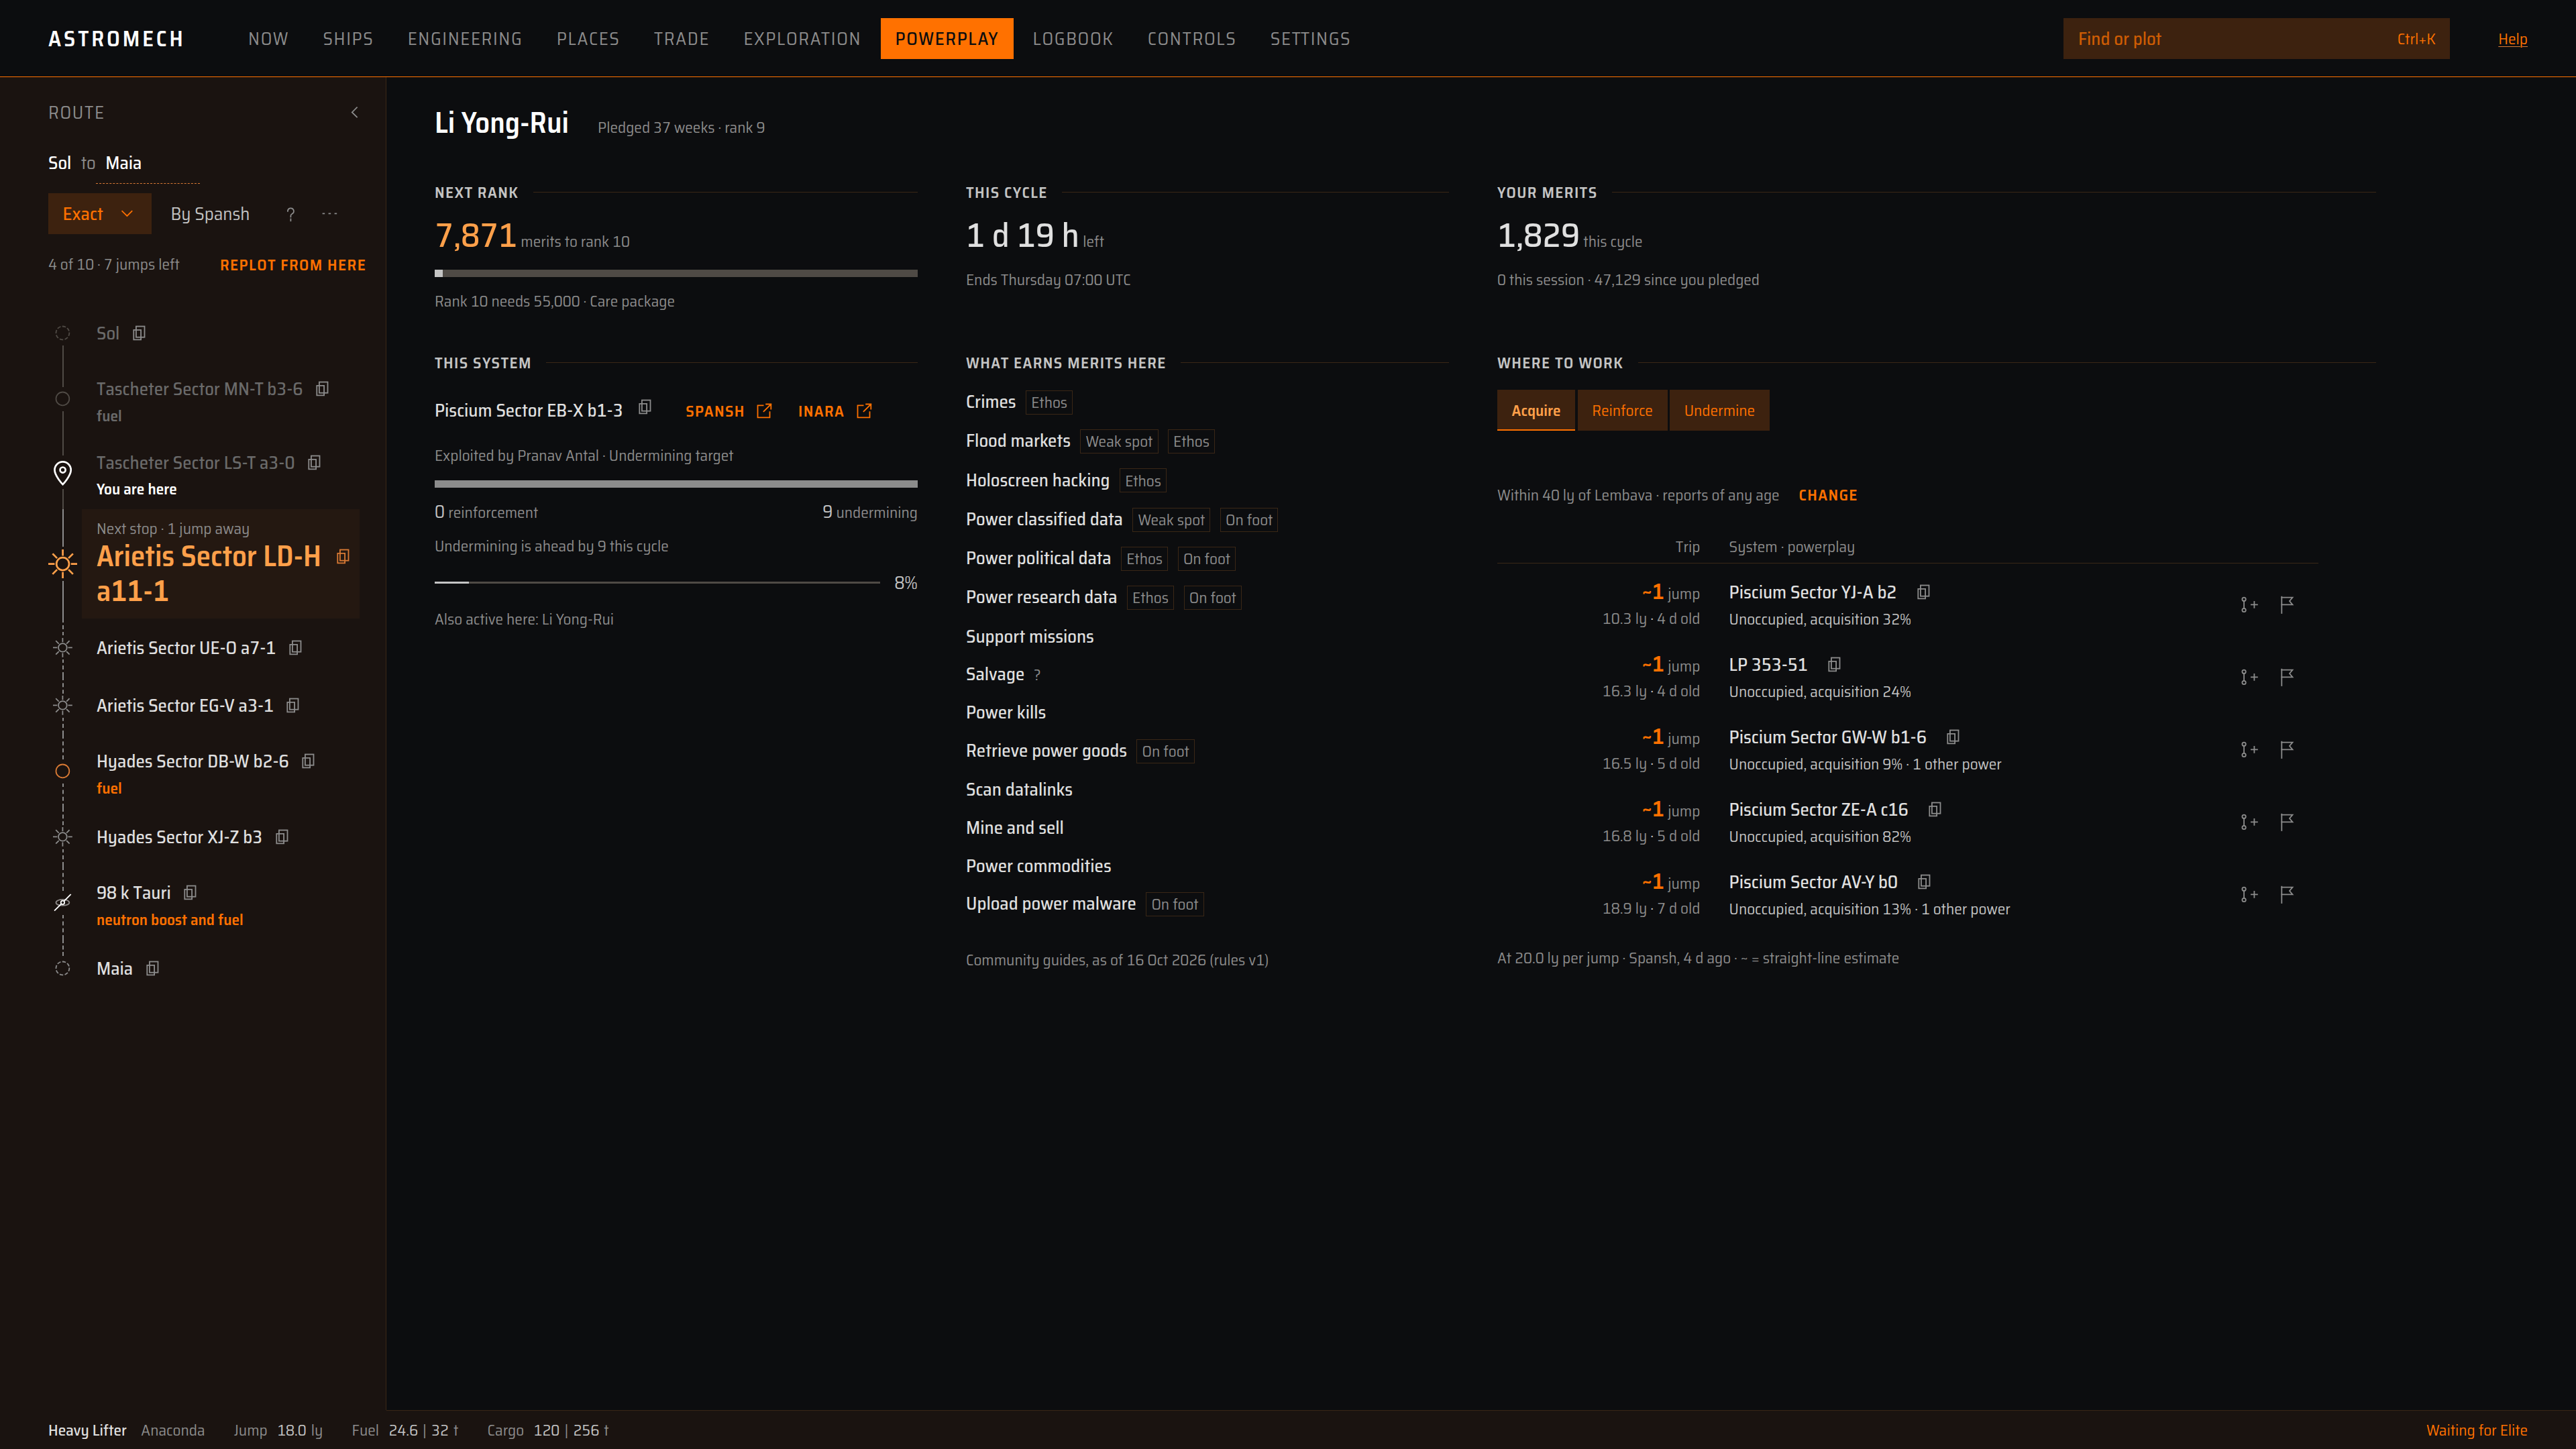 ASTROMECH NOW SHIPS ENGINEERING PLACES TRADE EXPLORATION POWERPLAY LOGBOOK CONTROLS SETTINGS Find or plot Ctrl+K Help
ROUTE
Sol to Maia
Exact By Spansh ? ···
4 of 10 · 7 jumps left REPLOT FROM HERE
Sol
Tascheter Sector MN-T b3-6
fuel
Tascheter Sector LS-T a3-0
You are here
Next stop · 1 jump away
Arietis Sector LD-H
a11-1
Arietis Sector UE-O a7-1
Arietis Sector EG-V a3-1
Hyades Sector DB-W b2-6
fuel
Hyades Sector XJ-Z b3
98 k Tauri
neutron boost and fuel
Maia
Li Yong-Rui Pledged 37 weeks · rank 9
NEXT RANK
7,871 merits to rank 10
Rank 10 needs 55,000 · Care package
THIS CYCLE
1 d 19 h left
Ends Thursday 07:00 UTC
YOUR MERITS
1,829 this cycle
0 this session · 47,129 since you pledged
THIS SYSTEM
Piscium Sector EB-X b1-3 SPANSH INARA
Exploited by Pranav Antal · Undermining target
0 reinforcement 9 undermining
Undermining is ahead by 9 this cycle
8%
Also active here: Li Yong-Rui
WHAT EARNS MERITS HERE
Crimes Ethos
Flood markets Weak spot Ethos
Holoscreen hacking Ethos
Power classified data Weak spot On foot
Power political data Ethos On foot
Power research data Ethos On foot
Support missions
Salvage ?
Power kills
Retrieve power goods On foot
Scan datalinks
Mine and sell
Power commodities
Upload power malware On foot
Community guides, as of 16 Oct 2026 (rules v1)
WHERE TO WORK
Acquire Reinforce Undermine
Within 40 ly of Lembava · reports of any age CHANGE
Trip System · powerplay
~1 jump Piscium Sector YJ-A b2
10.3 ly · 4 d old Unoccupied, acquisition 32%
~1 jump LP 353-51
16.3 ly · 4 d old Unoccupied, acquisition 24%
~1 jump Piscium Sector GW-W b1-6
16.5 ly · 5 d old Unoccupied, acquisition 9% · 1 other power
~1 jump Piscium Sector ZE-A c16
16.8 ly · 5 d old Unoccupied, acquisition 82%
~1 jump Piscium Sector AV-Y b0
18.9 ly · 7 d old Unoccupied, acquisition 13% · 1 other power
At 20.0 ly per jump · Spansh, 4 d ago · ~ = straight-line estimate
Heavy Lifter Anaconda Jump 18.0 ly Fuel 24.6 | 32 t Cargo 120 | 256 t Waiting for Elite